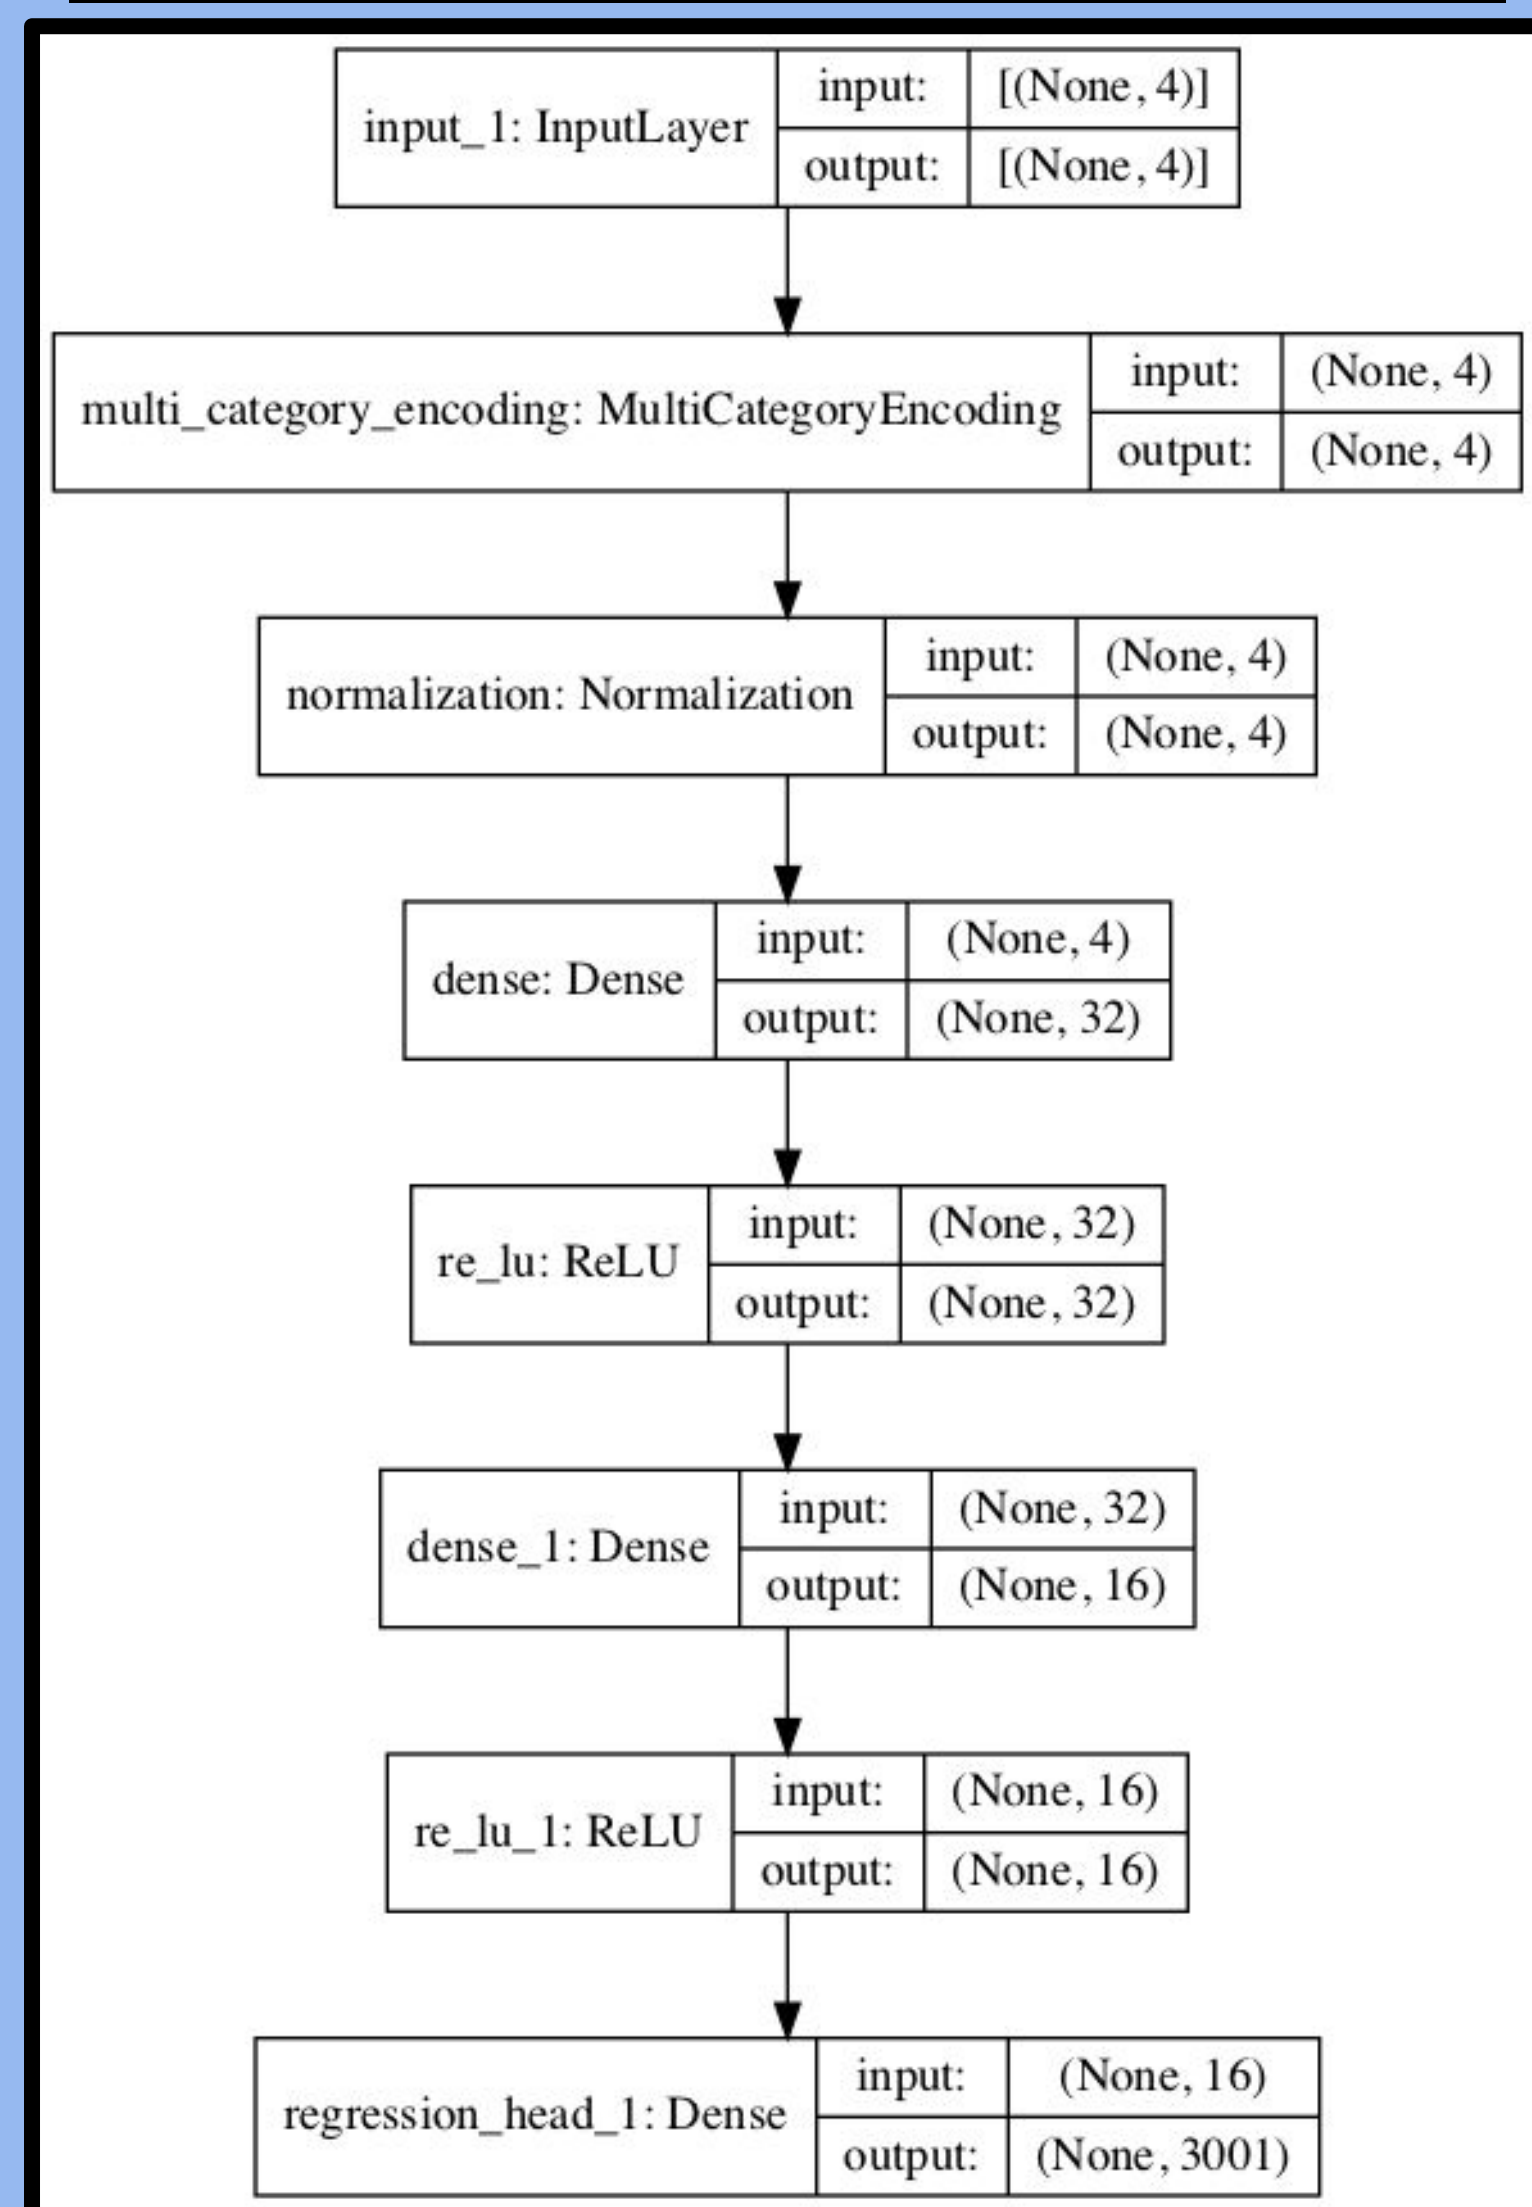 input_1: InputLayer
input:
[(None, 4)]
output:
[(None, 4)]
multi_category_encoding: MultiCategoryEncoding
input:
(None, 4)
output:
(None, 4)
normalization: Normalization
input:
(None, 4)
output:
(None, 4)
dense: Dense
input:
(None, 4)
output:
(None, 32)
re_lu: ReLU
input:
(None, 32)
output:
(None, 32)
dense_1: Dense
input:
(None, 32)
output:
(None, 16)
re_lu_1: ReLU
input:
(None, 16)
output:
(None, 16)
regression_head_1: Dense
input:
(None, 16)
output:
(None, 3001)